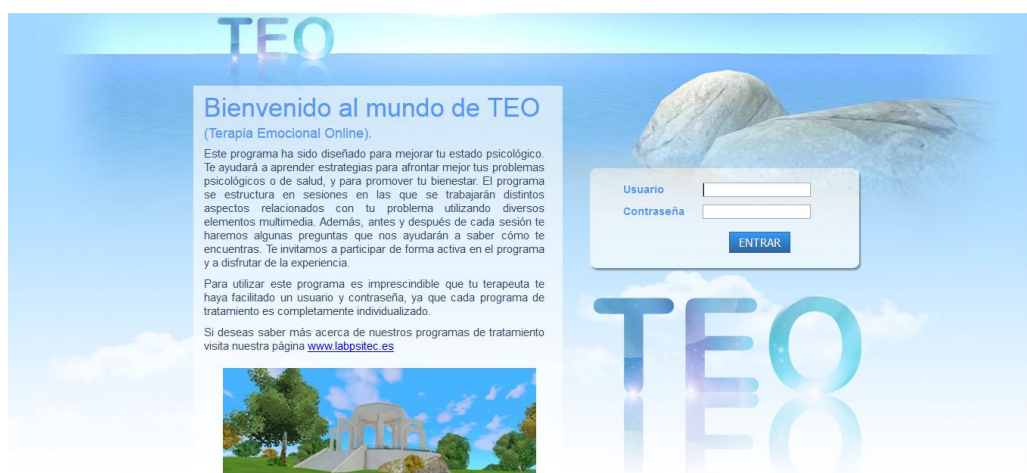 TEO
Bienvenido al mundo de TEO
(Terapia Emocional Online).
Este programa ha sido diseñado para mejorar tu estado psicológico.
Te ayudará a aprender estrategias para afrontar mejor tus problemas
psicológicos o de salud, y para promover tu bienestar. El programa
se estructura en sesiones en las que se trabajarán distintos
aspectos relacionados con tu problema utilizando diversos
elementos multimedia. Además, antes y después de cada sesión te
haremos algunas preguntas que nos ayudarán a saber cómo te
encuentras. Te invitamos a participar de forma activa en el programa
y a disfrutar de la experiencia.
Para utilizar este programa es imprescindible que tu terapeuta te
haya facilitado un usuario y contraseña, ya que cada programa de
tratamiento es completamente individualizado.
Si deseas saber más acerca de nuestros programas de tratamiento
visita nuestra página www.labpsitec.es
Usuario
Contraseña
ENTRAR
TEO